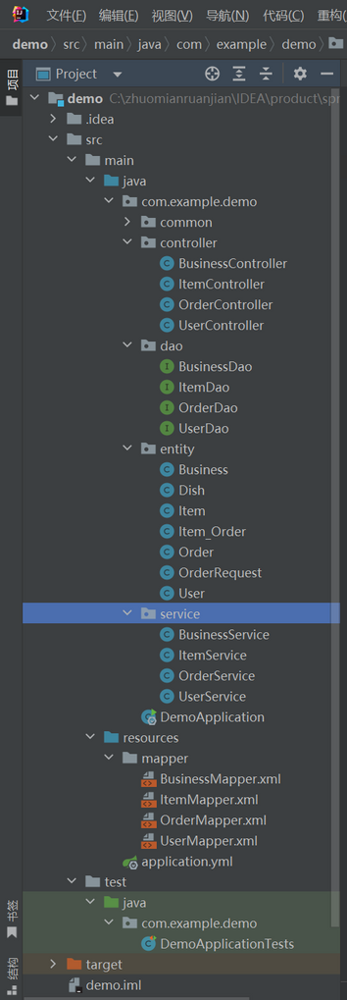 文件(F) 编辑(E) 视图(V) 导航(N) 代码(C) 重构
demo src main java com example demo
项目
Project
demo C:\zhuomianruanjian\IDEA\product\spr
.idea
src
main
java
com.example.demo
common
controller
BusinessController
ItemController
OrderController
UserController
dao
BusinessDao
ItemDao
OrderDao
UserDao
entity
Business
Dish
Item
Item_Order
Order
OrderRequest
User
service
BusinessService
ItemService
OrderService
UserService
DemoApplication
resources
mapper
BusinessMapper.xml
ItemMapper.xml
OrderMapper.xml
UserMapper.xml
application.yml
test
java
com.example.demo
DemoApplicationTests
target
demo.iml
书签
结构